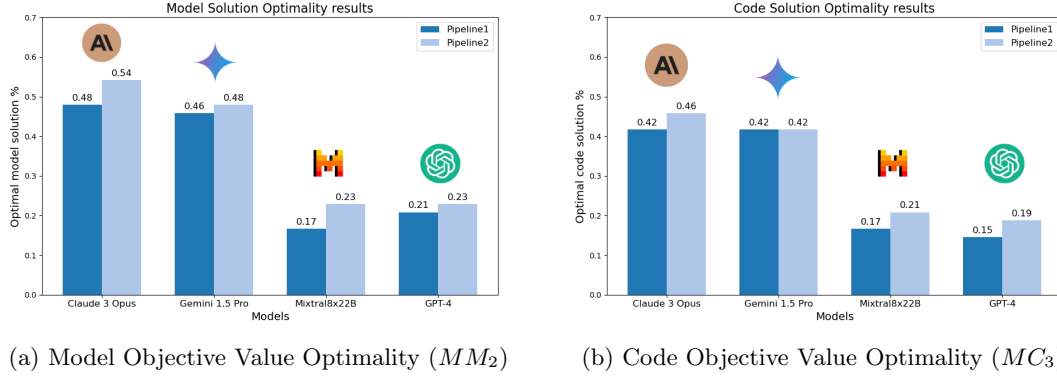 Model Solution Optimality results
Optimal model solution %
0.7
0.6
0.5
0.4
0.3
0.2
0.1
0.0
Pipeline1
Pipeline2
0.48
0.54
0.46
0.48
0.17
0.23
0.21
0.23
Claude 3 Opus
Gemini 1.5 Pro
Mixtral8x22B
GPT-4
Models
(a) Model Objective Value Optimality (MM2)
Code Solution Optimality results
Optimal code solution %
0.7
0.6
0.5
0.4
0.3
0.2
0.1
0.0
Pipeline1
Pipeline2
0.42
0.46
0.42
0.42
0.17
0.21
0.15
0.19
Claude 3 Opus
Gemini 1.5 Pro
Mixtral8x22B
GPT-4
Models
(b) Code Objective Value Optimality (MC3